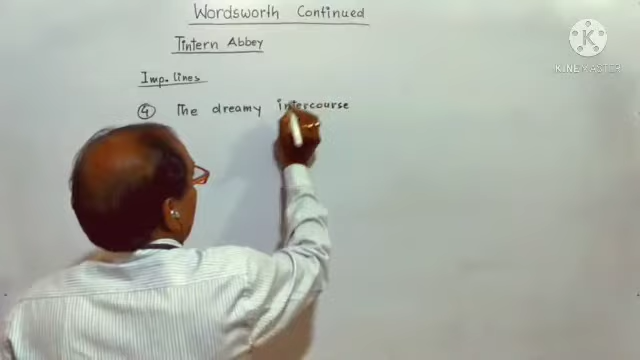 Wordsworth Continued
Tintern Abbey
Imp. lines
④ The dreamy intercourse
K
KINEMASTER